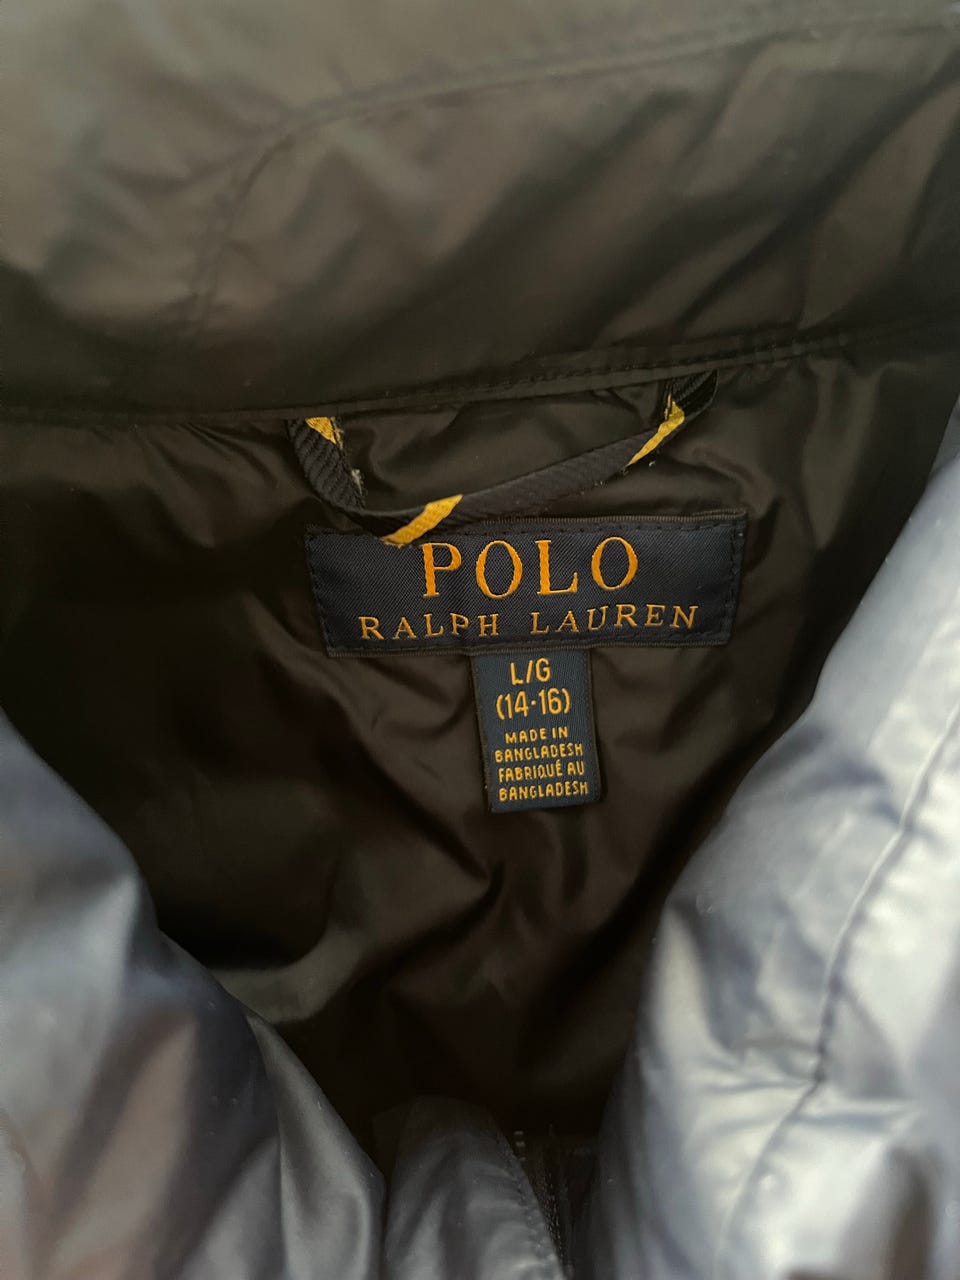 POLO
RALPH LAUREN
L/G
(14-16)
MADE IN
BANGLADESH
FABRIQUÉ AU
BANGLADESH